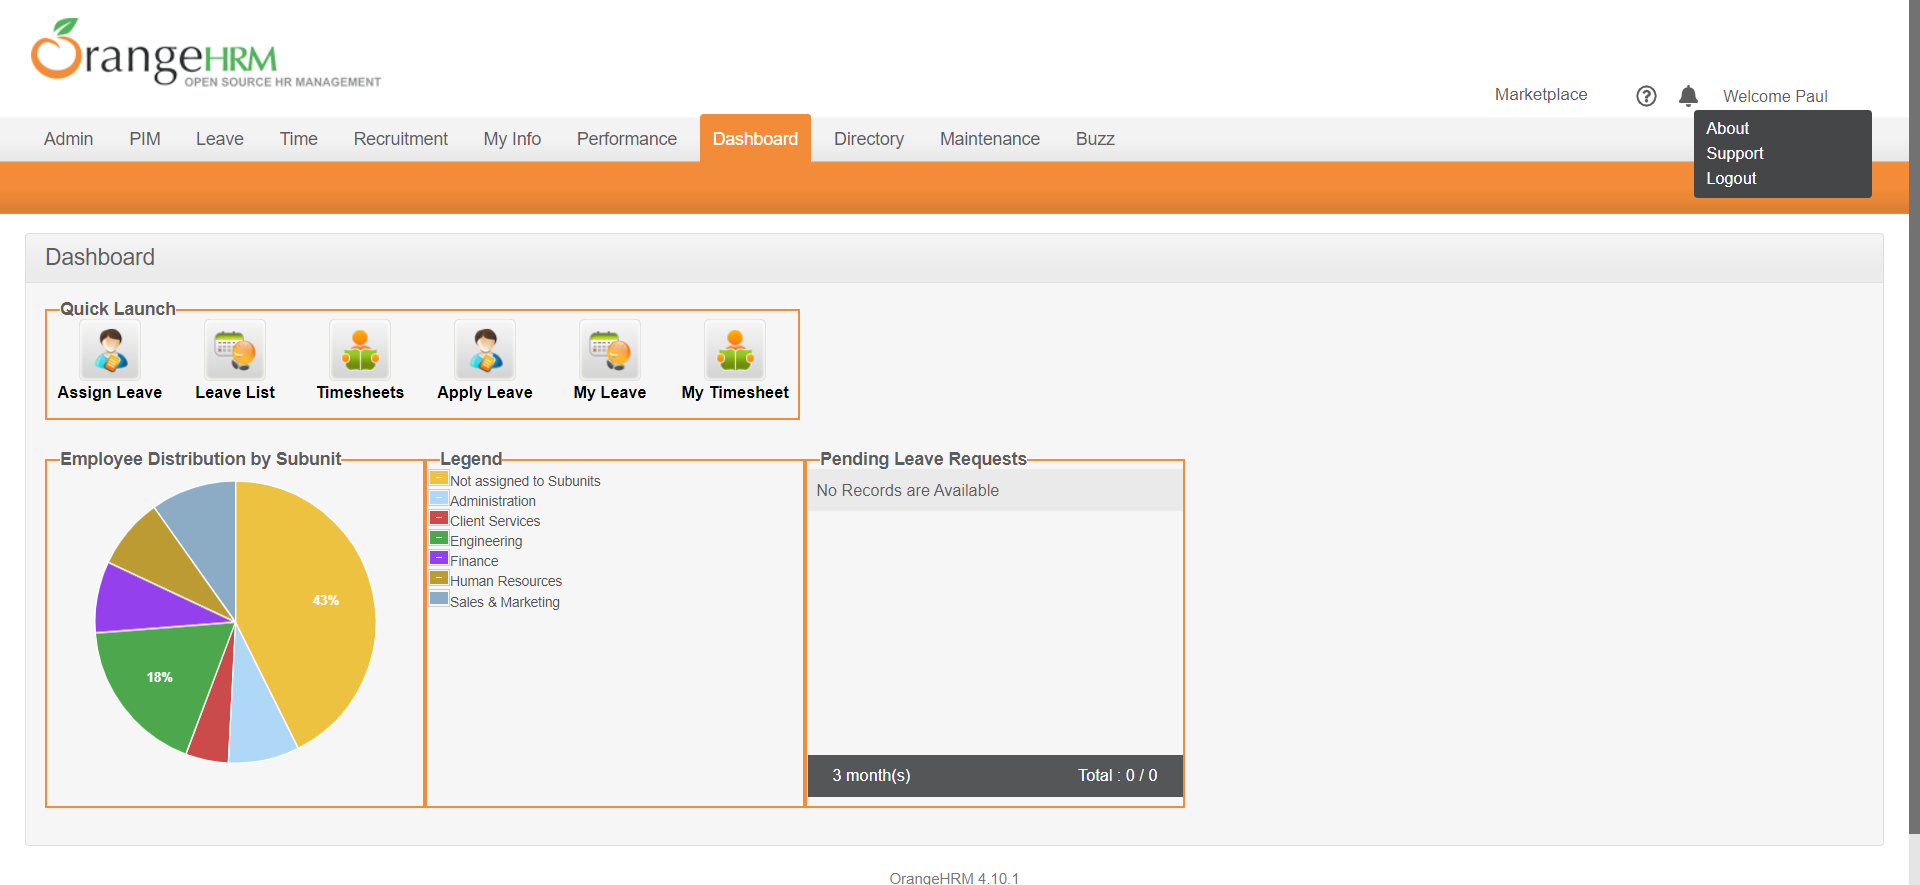 OrangeHRM
OPEN SOURCE HR MANAGEMENT
Marketplace
Welcome Paul
About
Support
Logout
Admin PIM Leave Time Recruitment My Info Performance Dashboard Directory Maintenance Buzz
Dashboard
Quick Launch
Assign Leave Leave List Timesheets Apply Leave My Leave My Timesheet
Employee Distribution by Subunit
43%
18%
Legend
Not assigned to Subunits
Administration
Client Services
Engineering
Finance
Human Resources
Sales & Marketing
Pending Leave Requests
No Records are Available
3 month(s) Total : 0 / 0
OrangeHRM 4.10.1